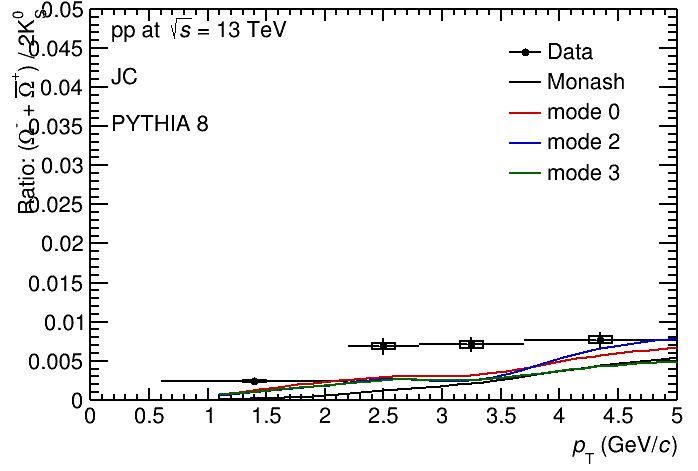 Ratio: (Ω⁻ + Ω̅⁺) / 2K⁰ₛ
0.05
0.045
0.04
0.035
0.03
0.025
0.02
0.015
0.01
0.005
0
pp at √s = 13 TeV
JC
PYTHIA 8
Data
Monash
mode 0
mode 2
mode 3
0 0.5 1 1.5 2 2.5 3 3.5 4 4.5 5
p_T (GeV/c)